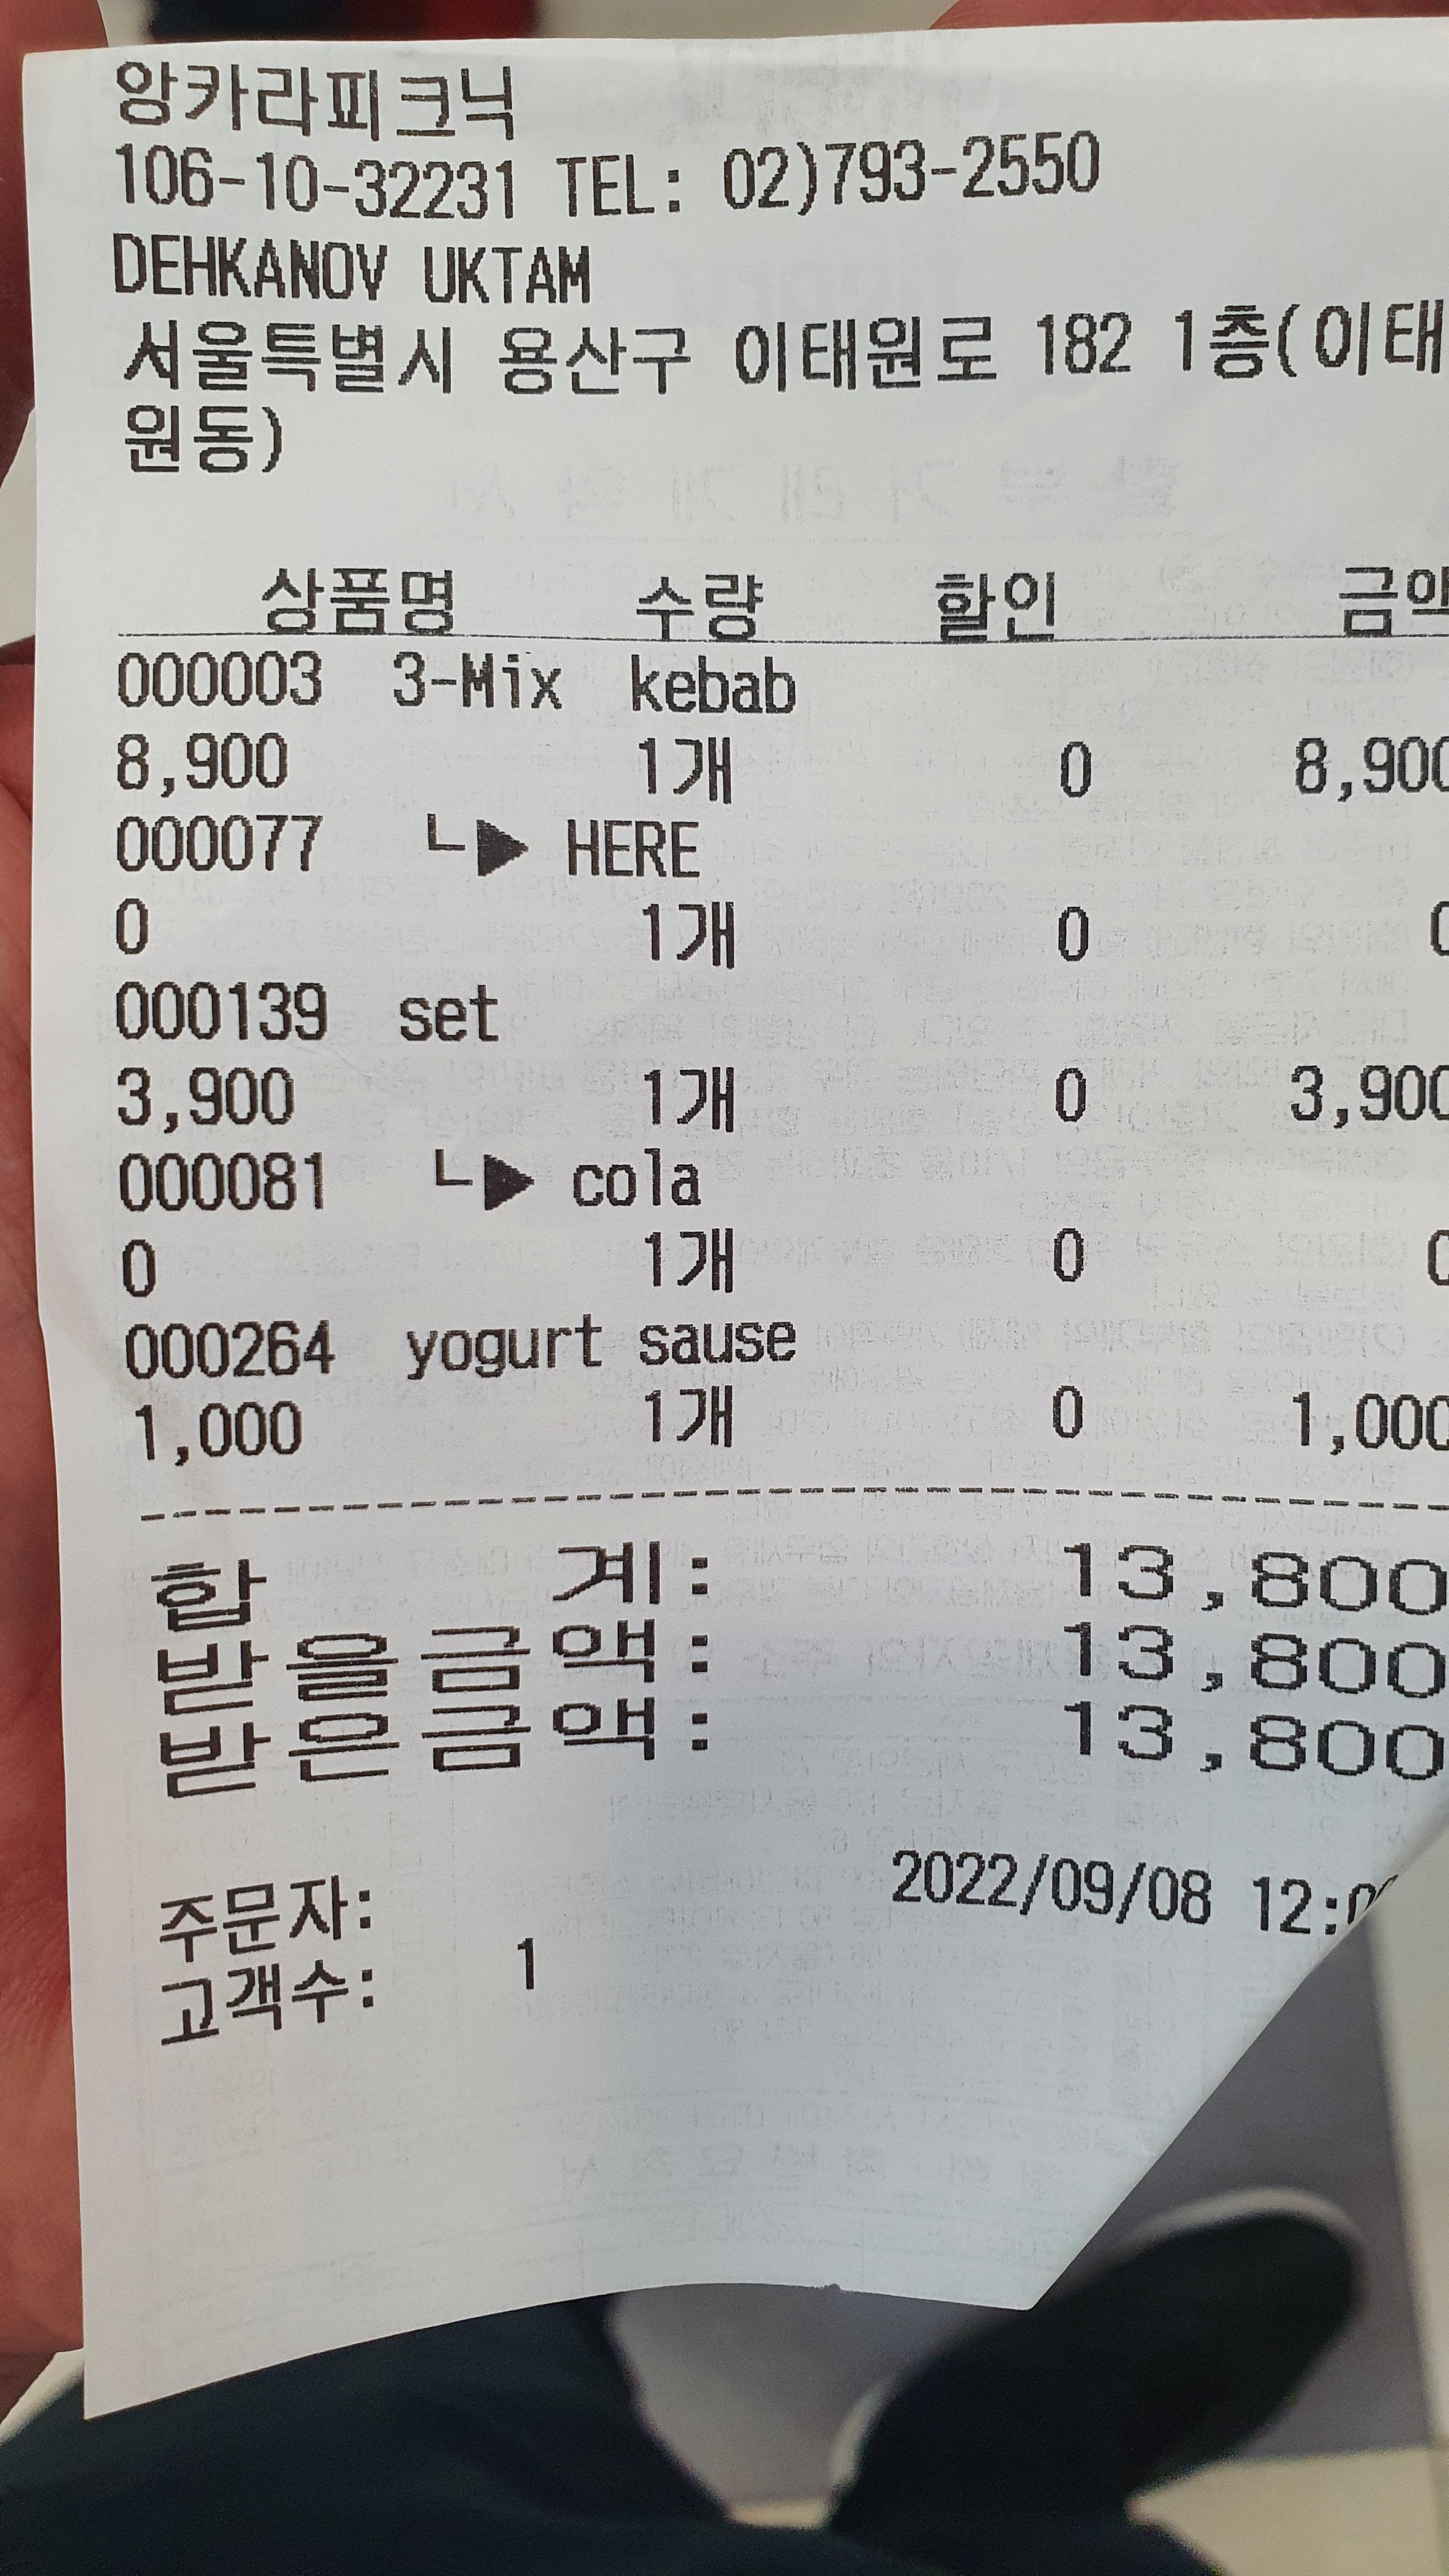 앙카라피크닉
106-10-32231 TEL: 02)793-2550
DEHKANOV UKTAM
서울특별시 용산구 이태원로 182 1층(이태
원동)
상품명 수량 할인 금액
000003 3-Mix kebab
8,900 1개 0 8,900
000077 └▶ HERE
0 1개 0 0
000139 set
3,900 1개 0 3,900
000081 └▶ cola
0 1개 0 0
000264 yogurt sause
1,000 1개 0 1,000
합 계: 13,800
받을금액: 13,800
받은금액: 13,800
2022/09/08
주문자:
고객수: 1